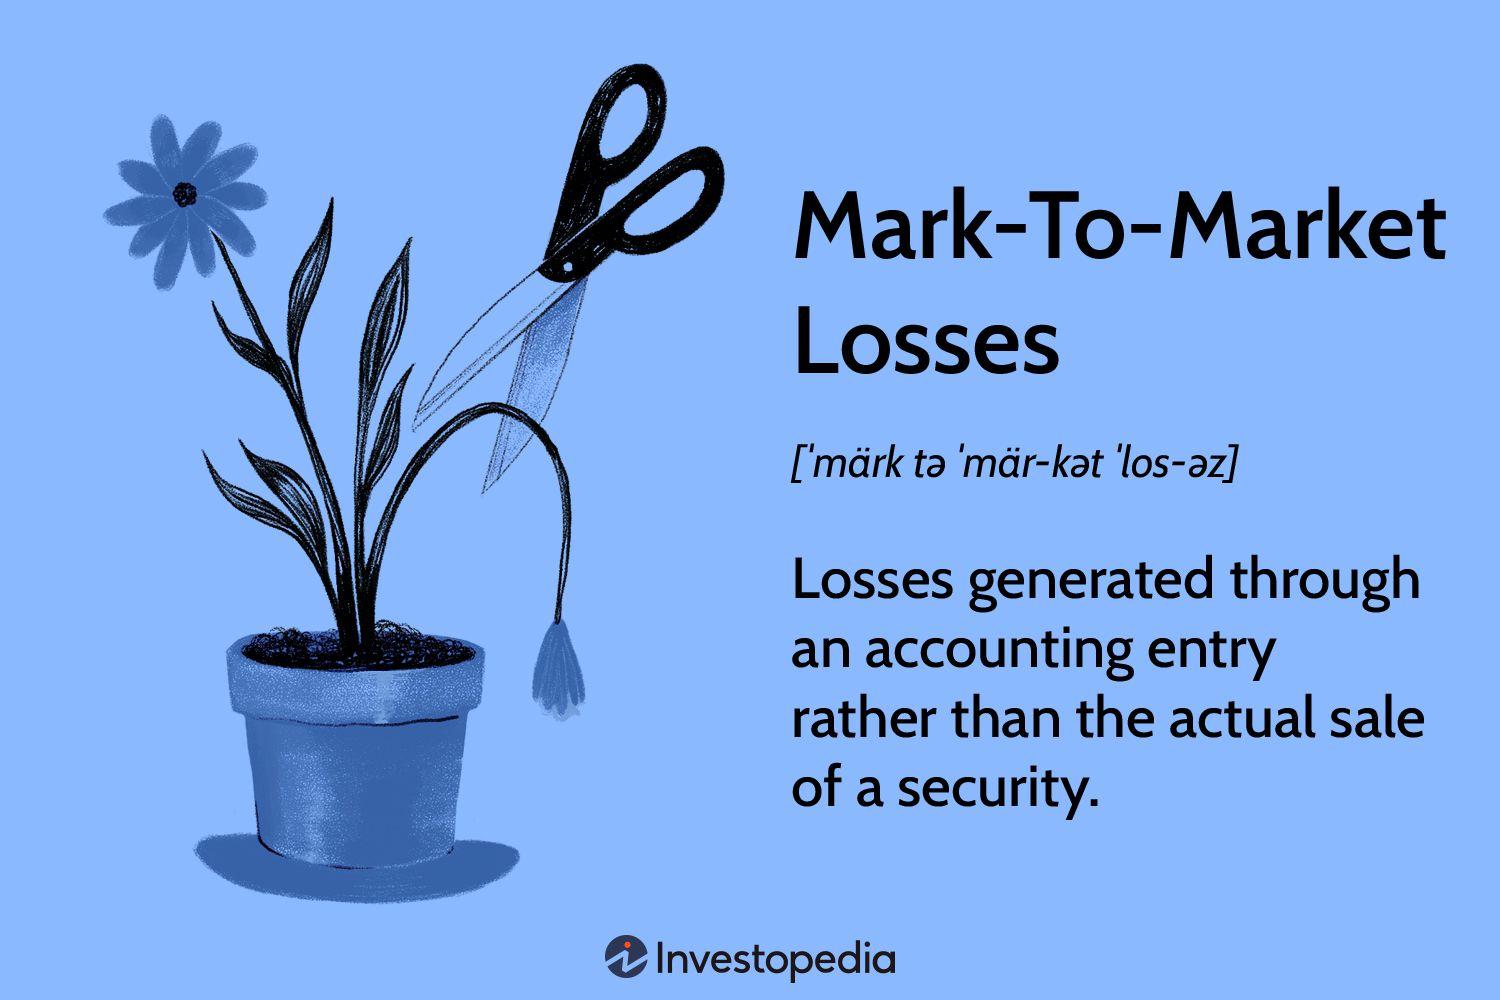 Mark-To-Market
Losses
[ˈmärk tə ˈmär-kət ˈlos-əz]
Losses generated through
an accounting entry
rather than the actual sale
of a security.
Investopedia